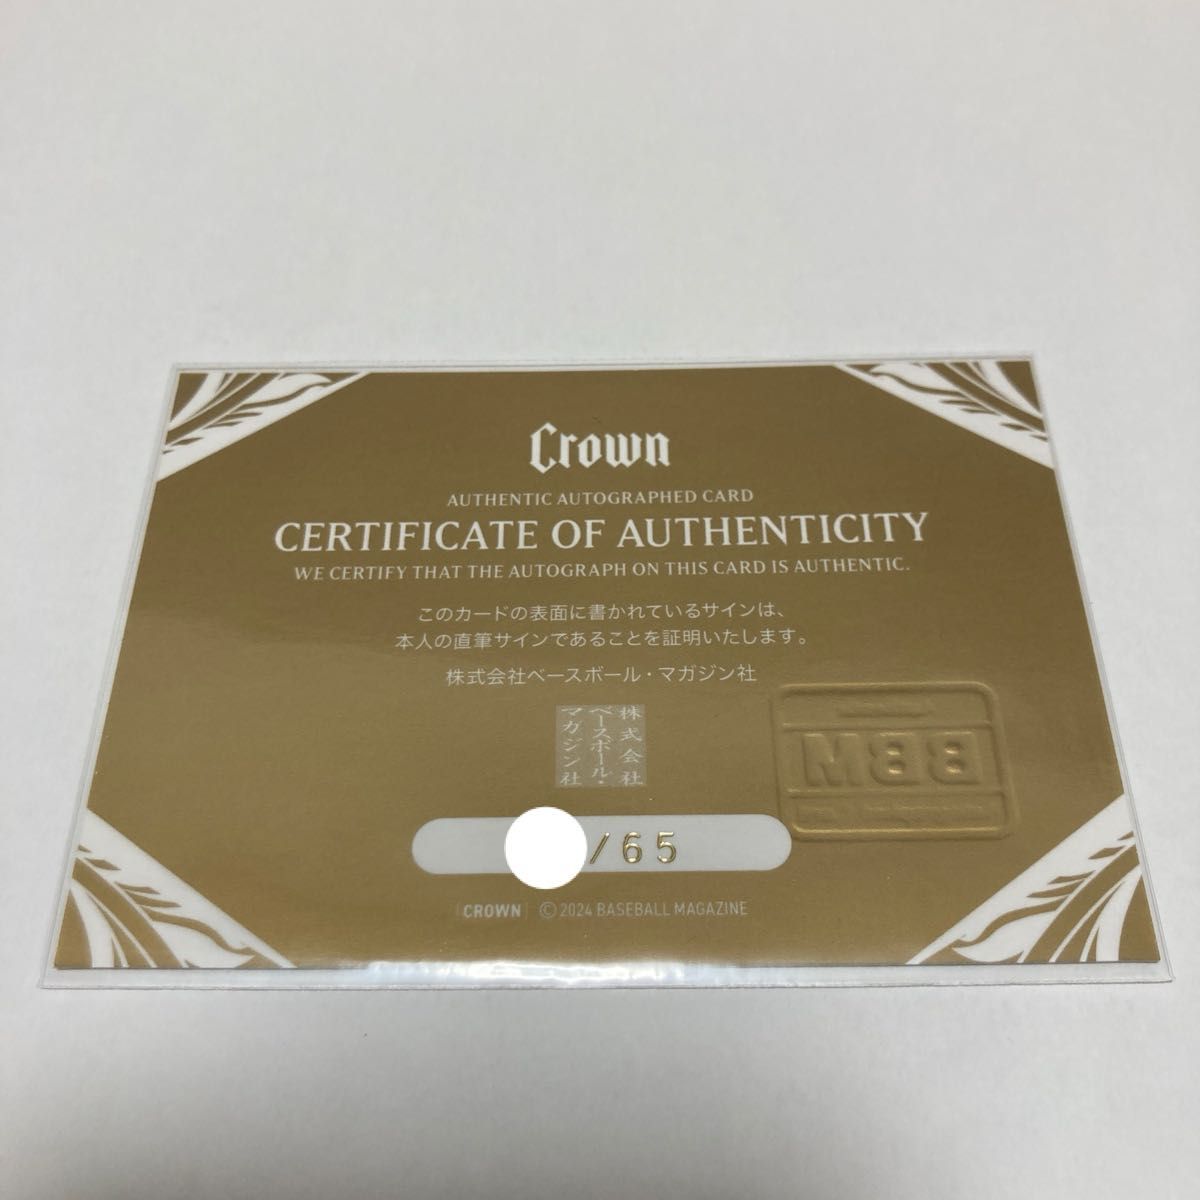 Crown
AUTHENTIC AUTOGRAPHED CARD
CERTIFICATE OF AUTHENTICITY
WE CERTIFY THAT THE AUTOGRAPH ON THIS CARD IS AUTHENTIC.
このカードの表面に書かれているサインは、
本人の直筆サインであることを証明いたします。
株式会社ベースボール・マガジン社
株式会社
ベースボール・
マガジン社
BBM
/65
CROWN ©2024 BASEBALL MAGAZINE